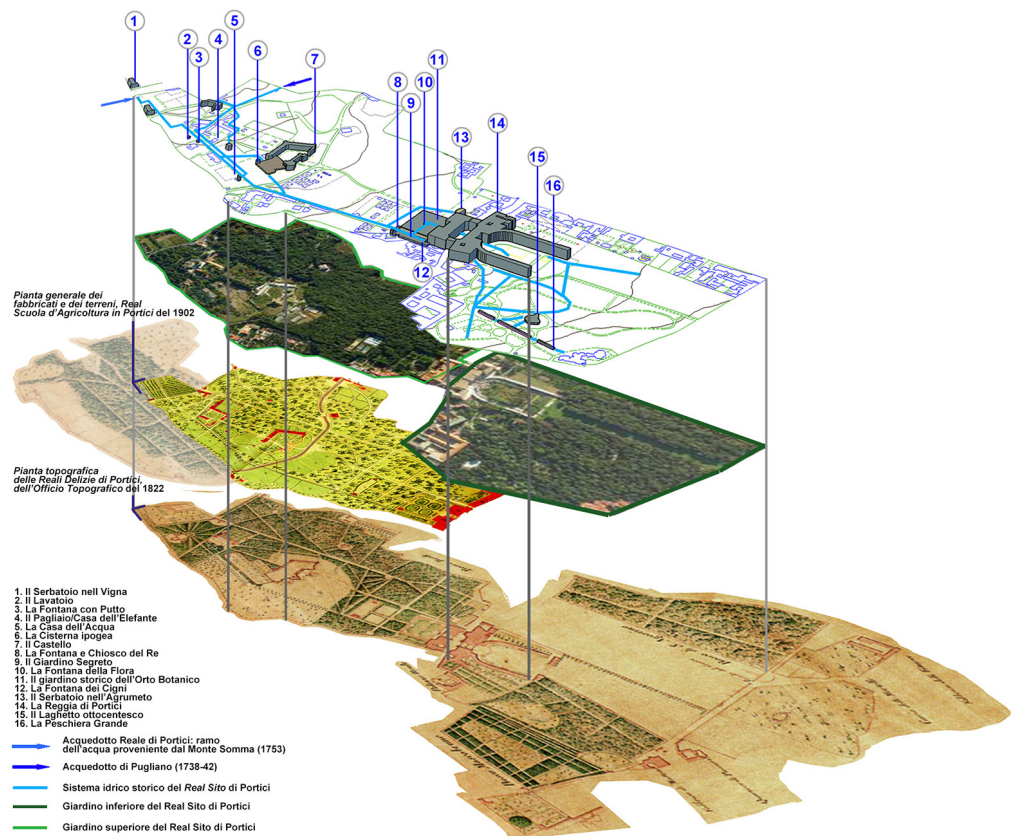 1
2
3
4
5
6
7
8
9
10
11
12
13
14
15
16
Pianta generale dei
fabbricati e dei terreni, Real
Scuola d'Agricoltura in Portici del 1902
Pianta topografica
delle Reali Delizie di Portici,
dell'Officio Topografico del 1822
1. Il Serbatoio nell Vigna
2. Il Lavatoio
3. La Fontana con Putto
4. Il Pagliaio/Casa dell'Elefante
5. La Casa dell'Acqua
6. La Cisterna ipogea
7. Il Castello
8. La Fontana e Chiosco del Re
9. Il Giardino Segreto
10. La Fontana della Flora
11. Il giardino storico dell'Orto Botanico
12. La Fontana dei Cigni
13. Il Serbatoio nell'Agrumeto
14. La Reggia di Portici
15. Il Laghetto ottocentesco
16. La Peschiera Grande
Acquedotto Reale di Portici: ramo
dell'acqua proveniente dal Monte Somma (1753)
Acquedotto di Pugliano (1738-42)
Sistema idrico storico del Real Sito di Portici
Giardino inferiore del Real Sito di Portici
Giardino superiore del Real Sito di Portici